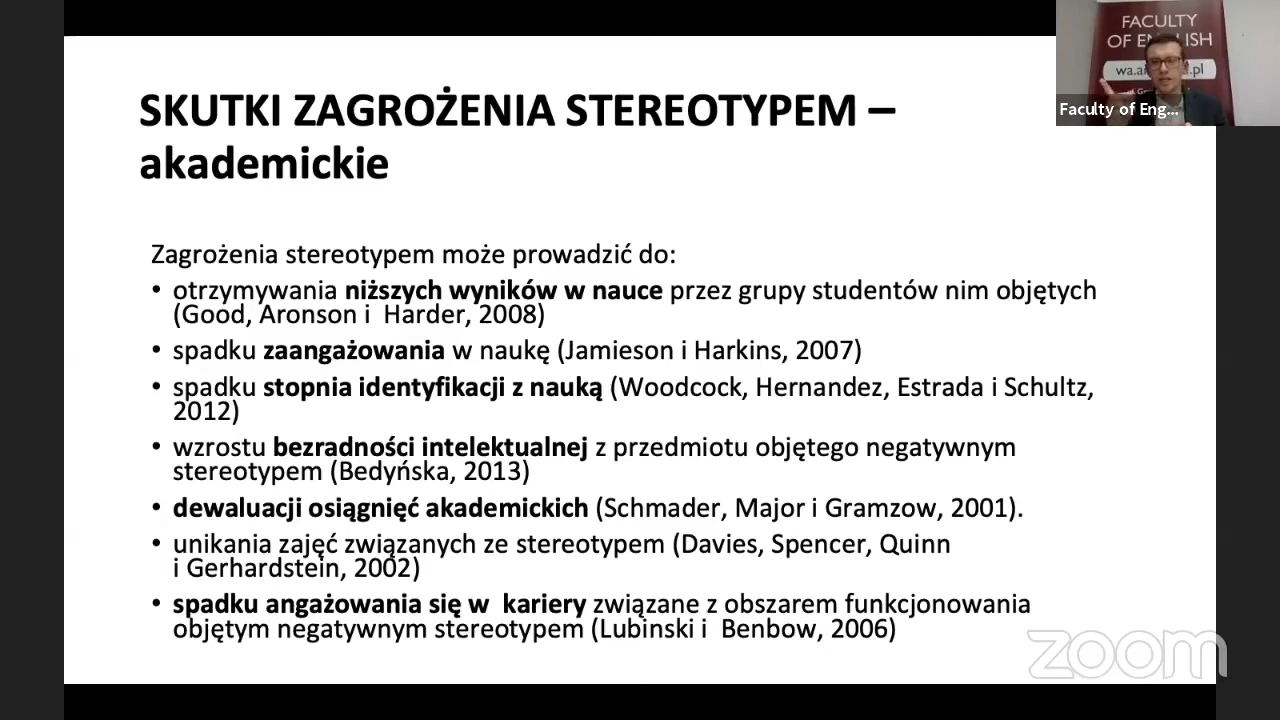 SKUTKI ZAGROŻENIA STEREOTYPEM –
akademickie
Zagrożenia stereotypem może prowadzić do:
• otrzymywania niższych wyników w nauce przez grupy studentów nim objętych
(Good, Aronson i Harder, 2008)
• spadku zaangażowania w naukę (Jamieson i Harkins, 2007)
• spadku stopnia identyfikacji z nauką (Woodcock, Hernandez, Estrada i Schultz,
2012)
• wzrostu bezradności intelektualnej z przedmiotu objętego negatywnym
stereotypem (Bedyńska, 2013)
• dewaluacji osiągnięć akademickich (Schmader, Major i Gramzow, 2001).
• unikania zajęć związanych ze stereotypem (Davies, Spencer, Quinn
i Gerhardstein, 2002)
• spadku angażowania się w kariery związane z obszarem funkcjonowania
objętym negatywnym stereotypem (Lubinski i Benbow, 2006)
FACULTY
OF
Faculty of Eng...
zoom